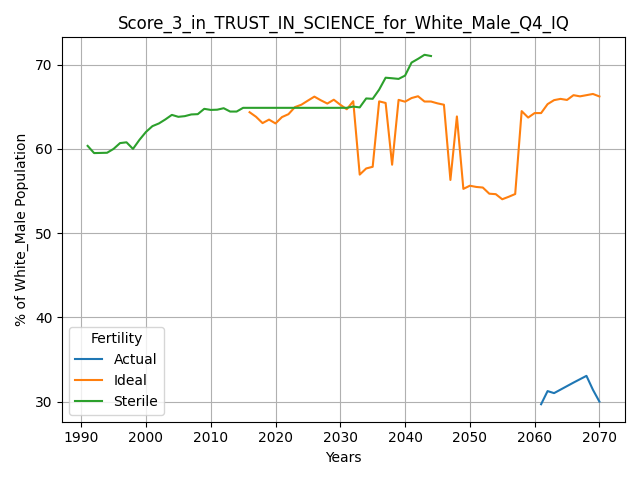 Score_3_in_TRUST_IN_SCIENCE_for_White_Male_Q4_IQ
% of White_Male Population
70
60
50
40
30
Fertility
Actual
Ideal
Sterile
1990 2000 2010 2020 2030 2040 2050 2060 2070
Years